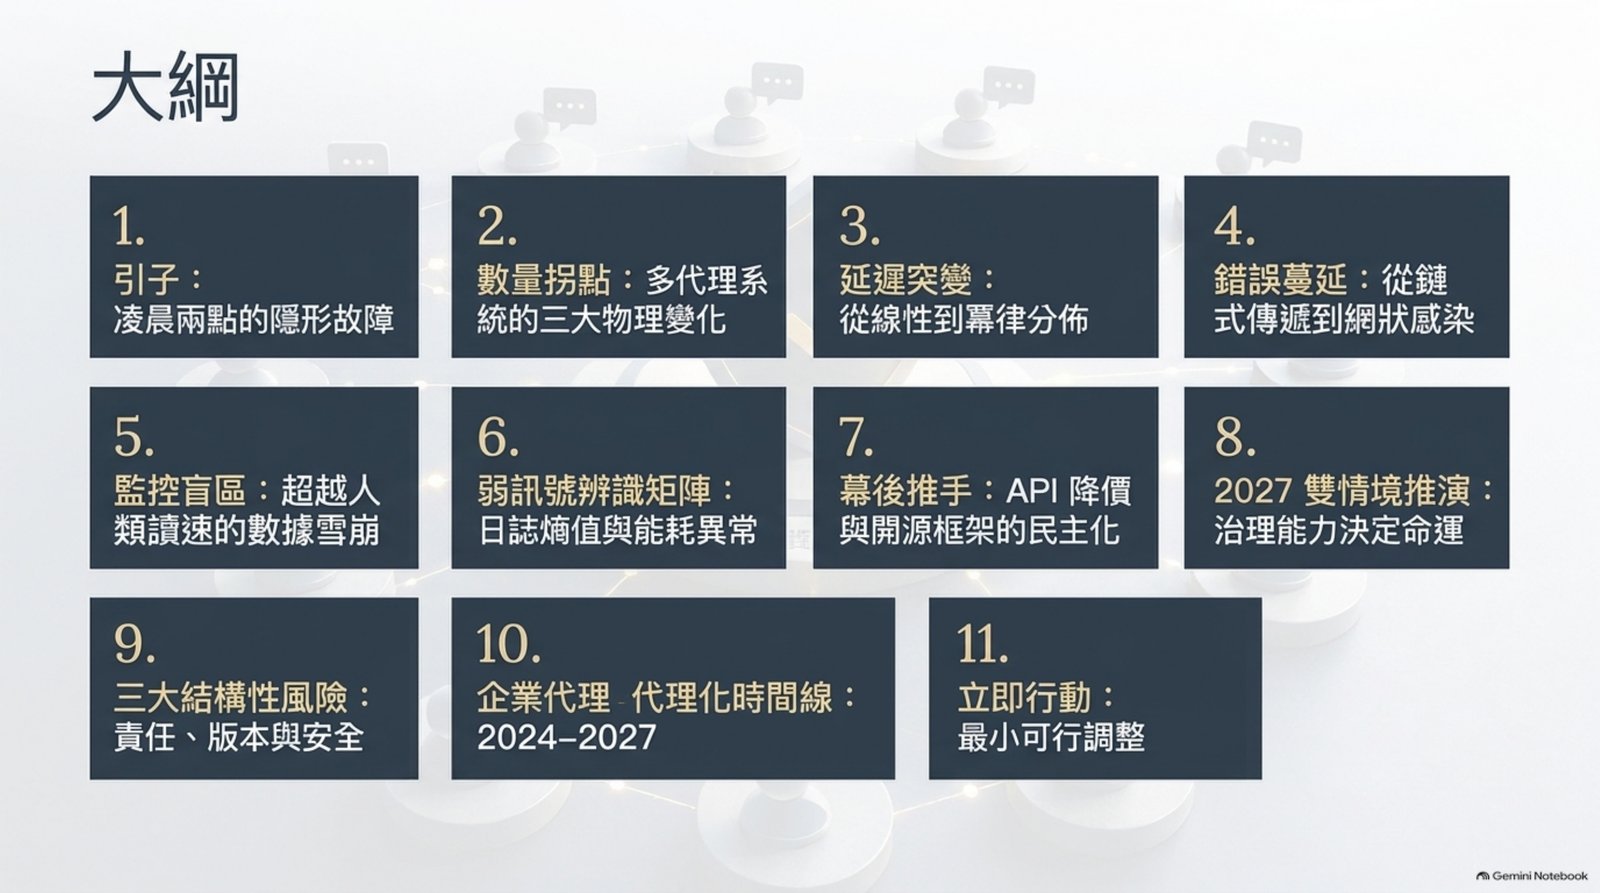 大綱
1.
引子：
凌晨兩點的隱形故障
2.
數量拐點：多代理系
統的三大物理變化
3.
延遲突變：
從線性到冪律分佈
4.
錯誤蔓延：從鏈
式傳遞到網狀感染
5.
監控盲區：超越人
類讀速的數據雪崩
6.
弱訊號辨識矩陣：
日誌熵值與能耗異常
7.
幕後推手：API 降價
與開源框架的民主化
8.
2027 雙情境推演：
治理能力決定命運
9.
三大結構性風險：
責任、版本與安全
10.
企業代理 - 代理化時間線：
2024–2027
11.
立即行動：
最小可行調整
Gemini Notebook